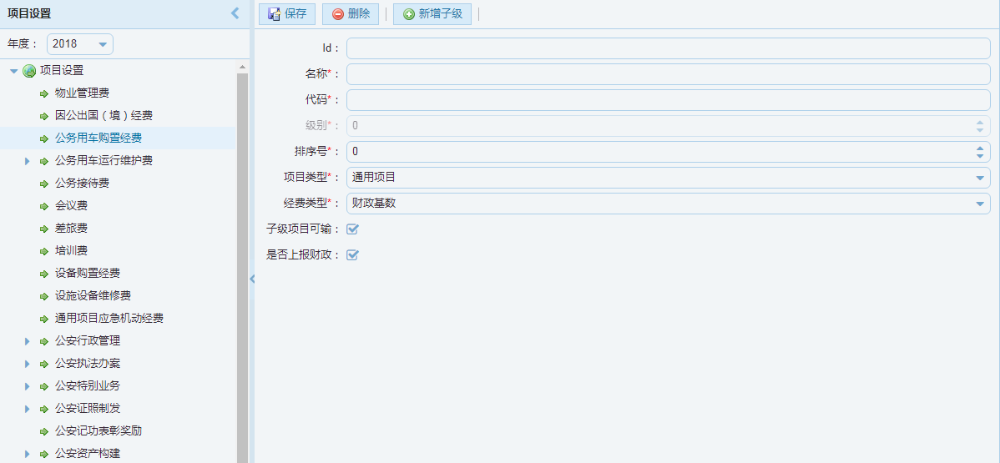 项目设置
年度： 2018
项目设置
物业管理费
因公出国（境）经费
公务用车购置经费
公务用车运行维护费
公务接待费
会议费
差旅费
培训费
设备购置经费
设施设备维修费
通用项目应急机动经费
公安行政管理
公安执法办案
公安特别业务
公安证照制发
公安记功表彰奖励
公安资产构建
保存 删除 新增子级
Id：
名称*：
代码*：
级别*： 0
排序号*： 0
项目类型*： 通用项目
经费类型*： 财政基数
子级项目可输：
是否上报财政：